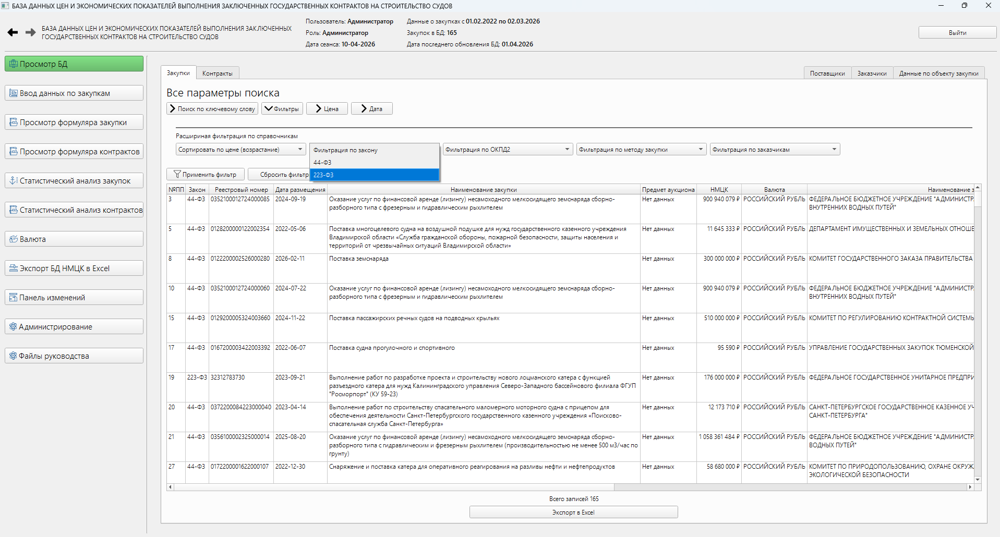 БАЗА ДАННЫХ ЦЕН И ЭКОНОМИЧЕСКИХ ПОКАЗАТЕЛЕЙ ВЫПОЛНЕНИЯ ЗАКЛЮЧЕННЫХ ГОСУДАРСТВЕННЫХ КОНТРАКТОВ НА СТРОИТЕЛЬСТВО СУДОВ
БАЗА ДАННЫХ ЦЕН И ЭКОНОМИЧЕСКИХ ПОКАЗАТЕЛЕЙ ВЫПОЛНЕНИЯ ЗАКЛЮЧЕННЫХ
ГОСУДАРСТВЕННЫХ КОНТРАКТОВ НА СТРОИТЕЛЬСТВО СУДОВ
Пользователь: Администратор
Роль: Администратор
Дата сеанса: 10-04-2026
Данные о закупках с 01.02.2022 по 02.03.2026
Закупок в БД: 165
Дата последнего обновления БД: 01.04.2026
Выйти
Просмотр БД
Ввод данных по закупкам
Просмотр формуляра закупки
Просмотр формуляра контрактов
Статистический анализ закупок
Статистический анализ контрактов
Валюта
Экспорт БД НМЦК в Excel
Панель изменений
Администрирование
Файлы руководства
Закупки Контракты Поставщики Заказчики Данные по объекту закупки
Все параметры поиска
Поиск по ключевому слову Фильтры Цена Дата
Расшириная фильтрация по справочникам
Сортировать по цене (возрастание) Фильтрация по закону Фильтрация по ОКПД2 Фильтрация по методу закупки Фильтрация по заказчикам
44-ФЗ
223-ФЗ
Применить фильтр Сбросить фильтр
№ПП Закон Реестровый номер Дата размещения Наименование закупки Предмет аукциона НМЦК Валюта Наименование з
3 44-ФЗ 0352100012724000085 2024-09-19 Оказание услуг по финансовой аренде (лизингу) несамоходного мелкосидящего земснаряда сборно- Нет данных 900 940 079 ₽ РОССИЙСКИЙ РУБЛЬ ФЕДЕРАЛЬНОЕ БЮДЖЕТНОЕ УЧРЕЖДЕНИЕ "АДМИНИСТР
разборного типа с фрезерным и гидравлическим рыхлителем ВНУТРЕННИХ ВОДНЫХ ПУТЕЙ"
5 44-ФЗ 0128200000122002354 2022-05-06 Поставка многоцелевого судна на воздушной подушке для нужд государственного казенного учреждения Нет данных 11 645 333 ₽ РОССИЙСКИЙ РУБЛЬ ДЕПАРТАМЕНТ ИМУЩЕСТВЕННЫХ И ЗЕМЕЛЬНЫХ ОТНОШЕ
Владимирской области «Служба гражданской обороны, пожарной безопасности, защиты населения и
территорий от чрезвычайных ситуаций Владимирской области»
8 44-ФЗ 0122200002526000280 2026-02-11 Поставка земснаряда Нет данных 300 000 000 ₽ РОССИЙСКИЙ РУБЛЬ КОМИТЕТ ГОСУДАРСТВЕННОГО ЗАКАЗА ПРАВИТЕЛЬСТВА
10 44-ФЗ 0352100012724000060 2024-07-22 Оказание услуг по финансовой аренде (лизингу) несамоходного мелкосидящего земснаряда сборно- Нет данных 900 940 079 ₽ РОССИЙСКИЙ РУБЛЬ ФЕДЕРАЛЬНОЕ БЮДЖЕТНОЕ УЧРЕЖДЕНИЕ "АДМИНИСТР
разборного типа с фрезерным и гидравлическим рыхлителем ВНУТРЕННИХ ВОДНЫХ ПУТЕЙ"
15 44-ФЗ 0129200005324003660 2024-11-22 Поставка пассажирских речных судов на подводных крыльях Нет данных 510 000 000 ₽ РОССИЙСКИЙ РУБЛЬ КОМИТЕТ ПО РЕГУЛИРОВАНИЮ КОНТРАКТНОЙ СИСТЕМЫ
17 44-ФЗ 0167200003422003392 2022-06-07 Поставка судна прогулочного и спортивного Нет данных 95 590 ₽ РОССИЙСКИЙ РУБЛЬ УПРАВЛЕНИЕ ГОСУДАРСТВЕННЫХ ЗАКУПОК ТЮМЕНСКОЙ
19 223-ФЗ 32312783730 2023-09-21 Выполнение работ по разработке проекта и строительству нового лоцманского катера с функцией Нет данных 176 000 000 ₽ РОССИЙСКИЙ РУБЛЬ ФЕДЕРАЛЬНОЕ ГОСУДАРСТВЕННОЕ УНИТАРНОЕ ПРЕДПРИ
разъездного катера для нужд Калининградского управления Северо-Западного бассейнового филиала ФГУП
"Росморпорт" (КУ 59-23)
20 44-ФЗ 0372200084223000040 2023-04-14 Выполнение работ по строительству спасательного маломерного моторного судна с прицепом для Нет данных 12 173 710 ₽ РОССИЙСКИЙ РУБЛЬ САНКТ-ПЕТЕРБУРГСКОЕ ГОСУДАРСТВЕННОЕ КАЗЕННОЕ УЧ
обеспечения деятельности Санкт-Петербургского государственного казенного учреждения «Поисково- САНКТ-ПЕТЕРБУРГА"
спасательная служба Санкт-Петербурга»
21 44-ФЗ 0356100002325000014 2025-08-20 Оказание услуг по финансовой аренде (лизингу) несамоходного мелкосидящего земснаряда сборно- Нет данных 1 058 361 484 ₽ РОССИЙСКИЙ РУБЛЬ ФЕДЕРАЛЬНОЕ БЮДЖЕТНОЕ УЧРЕЖДЕНИЕ "АДМИНИСТР
разборного типа с гидравлическим и фрезерным рыхлителем (производительностью не менее 500 м3/час по ВОДНЫХ ПУТЕЙ"
грунту)
27 44-ФЗ 0172200001622000107 2022-12-30 Снаряжение и поставка катера для оперативного реагирования на разливы нефти и нефтепродуктов Нет данных 58 680 000 ₽ РОССИЙСКИЙ РУБЛЬ КОМИТЕТ ПО ПРИРОДОПОЛЬЗОВАНИЮ, ОХРАНЕ ОКРУЖ
ЭКОЛОГИЧЕСКОЙ БЕЗОПАСНОСТИ
Всего записей 165
Экспорт в Excel